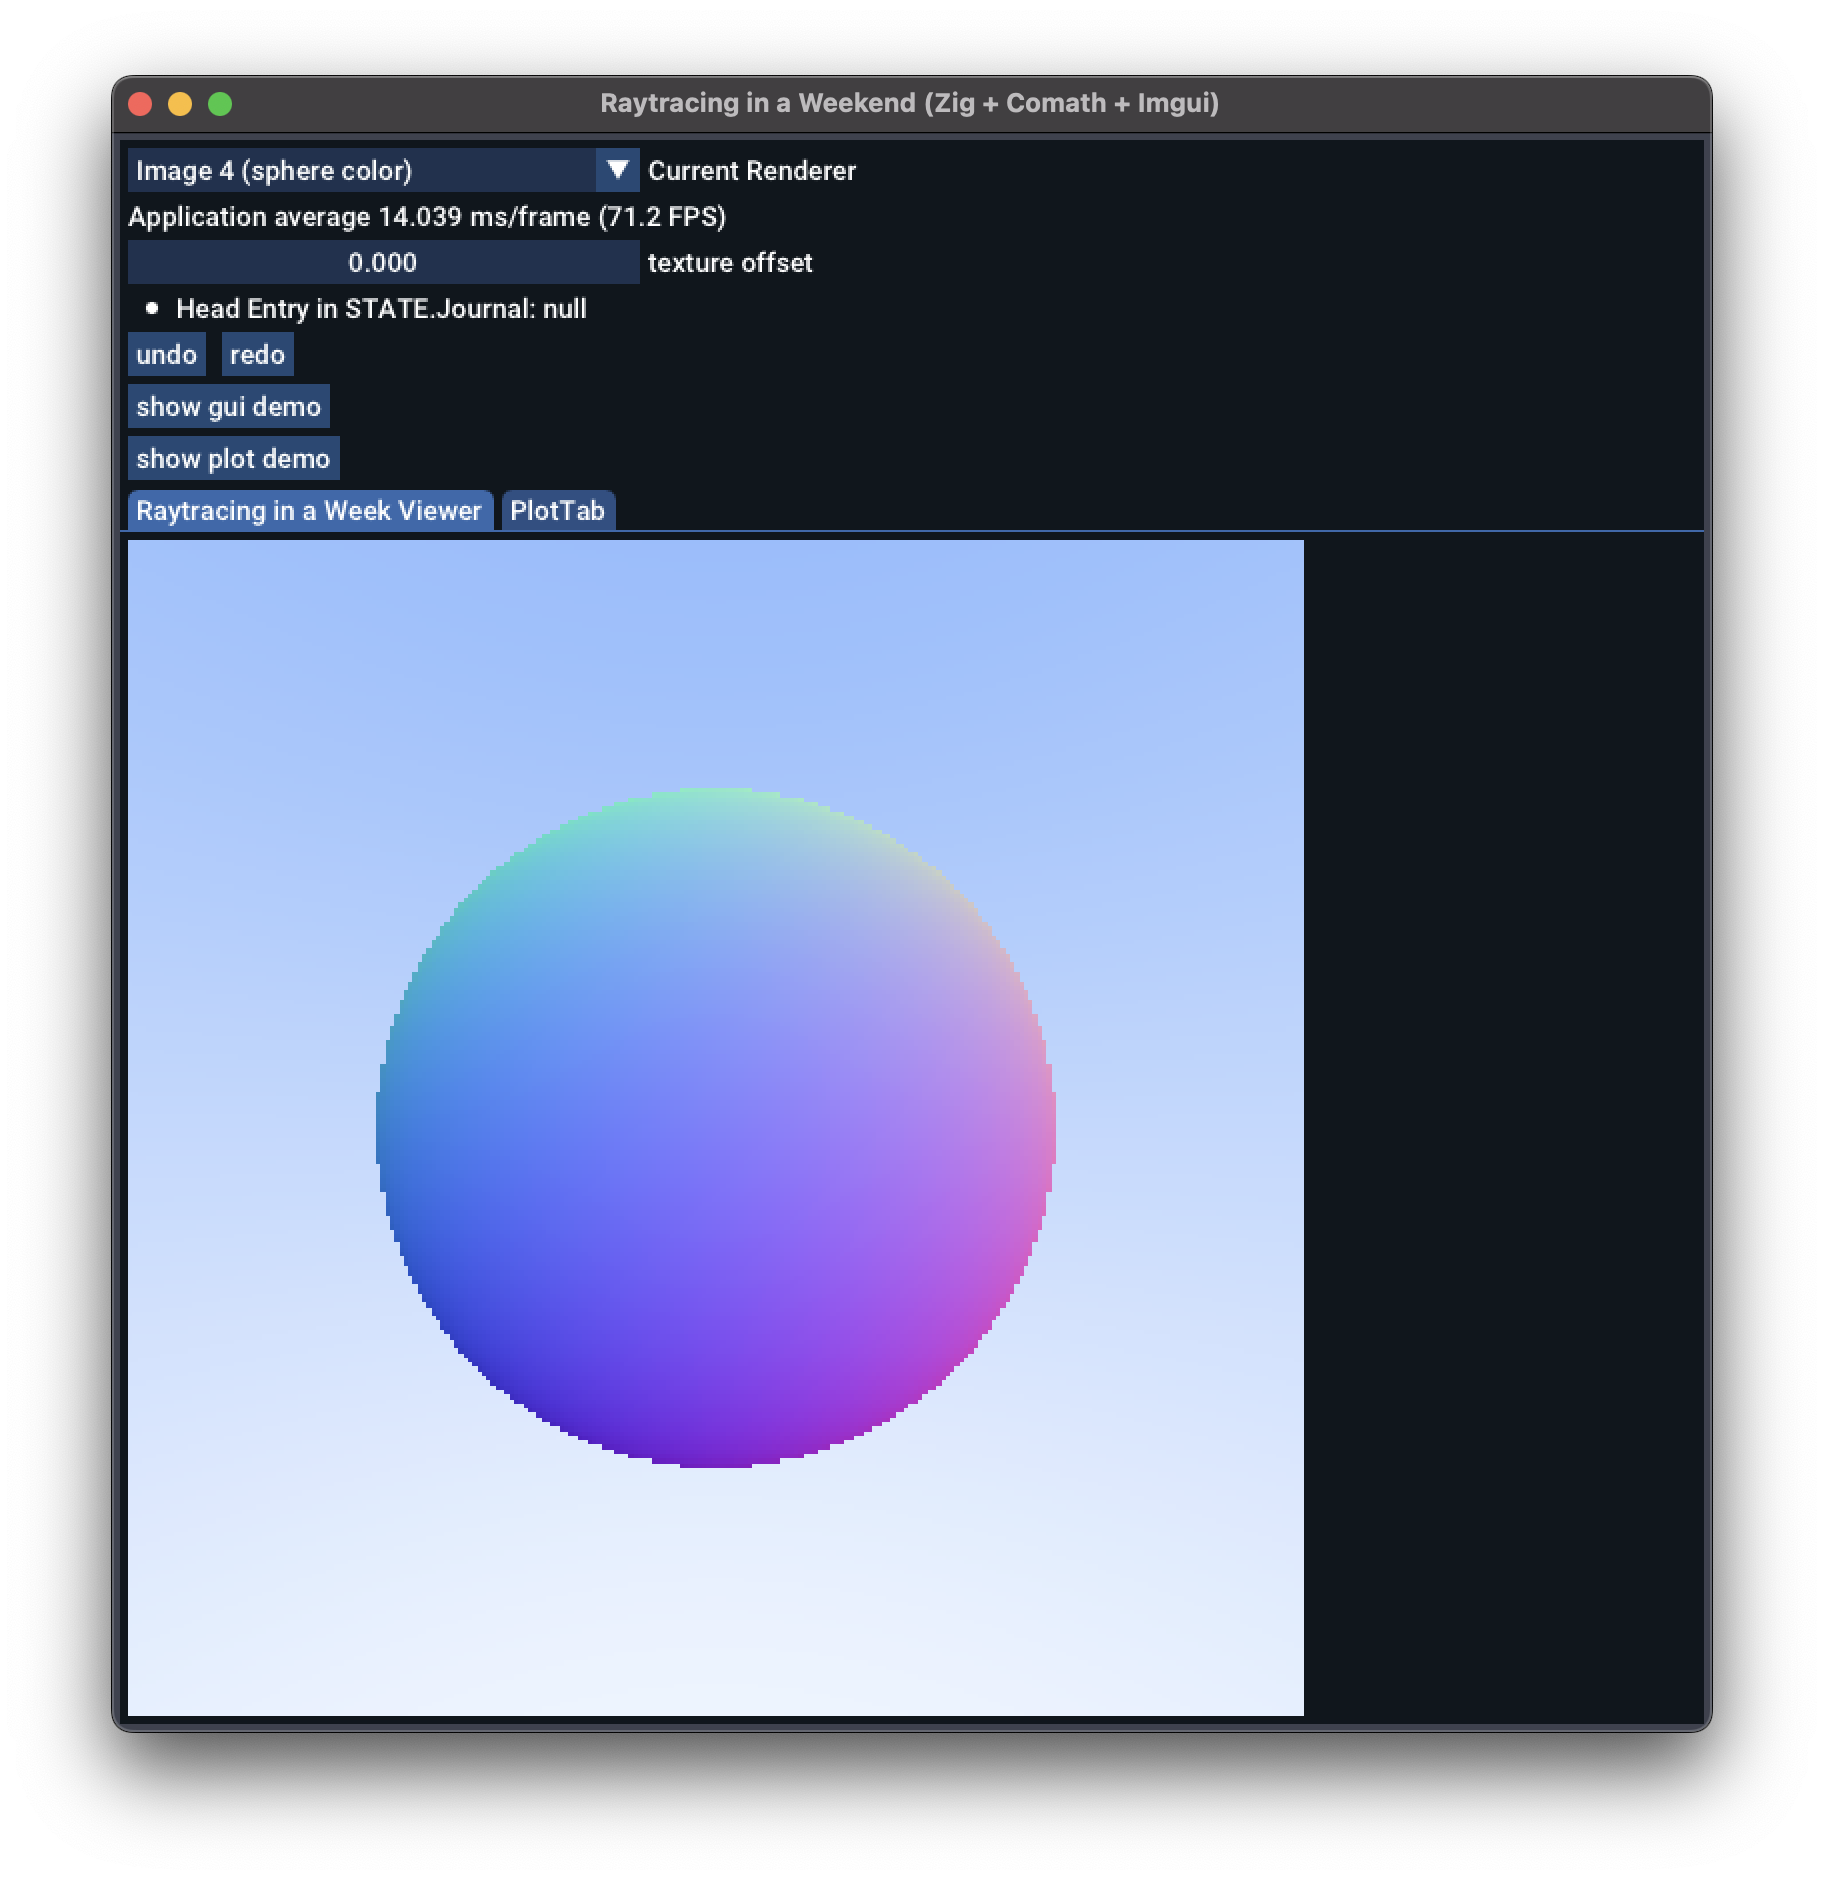 Raytracing in a Weekend (Zig + Comath + Imgui)
Image 4 (sphere color) Current Renderer
Application average 14.039 ms/frame (71.2 FPS)
0.000 texture offset
Head Entry in STATE.Journal: null
undo redo
show gui demo
show plot demo
Raytracing in a Week Viewer PlotTab